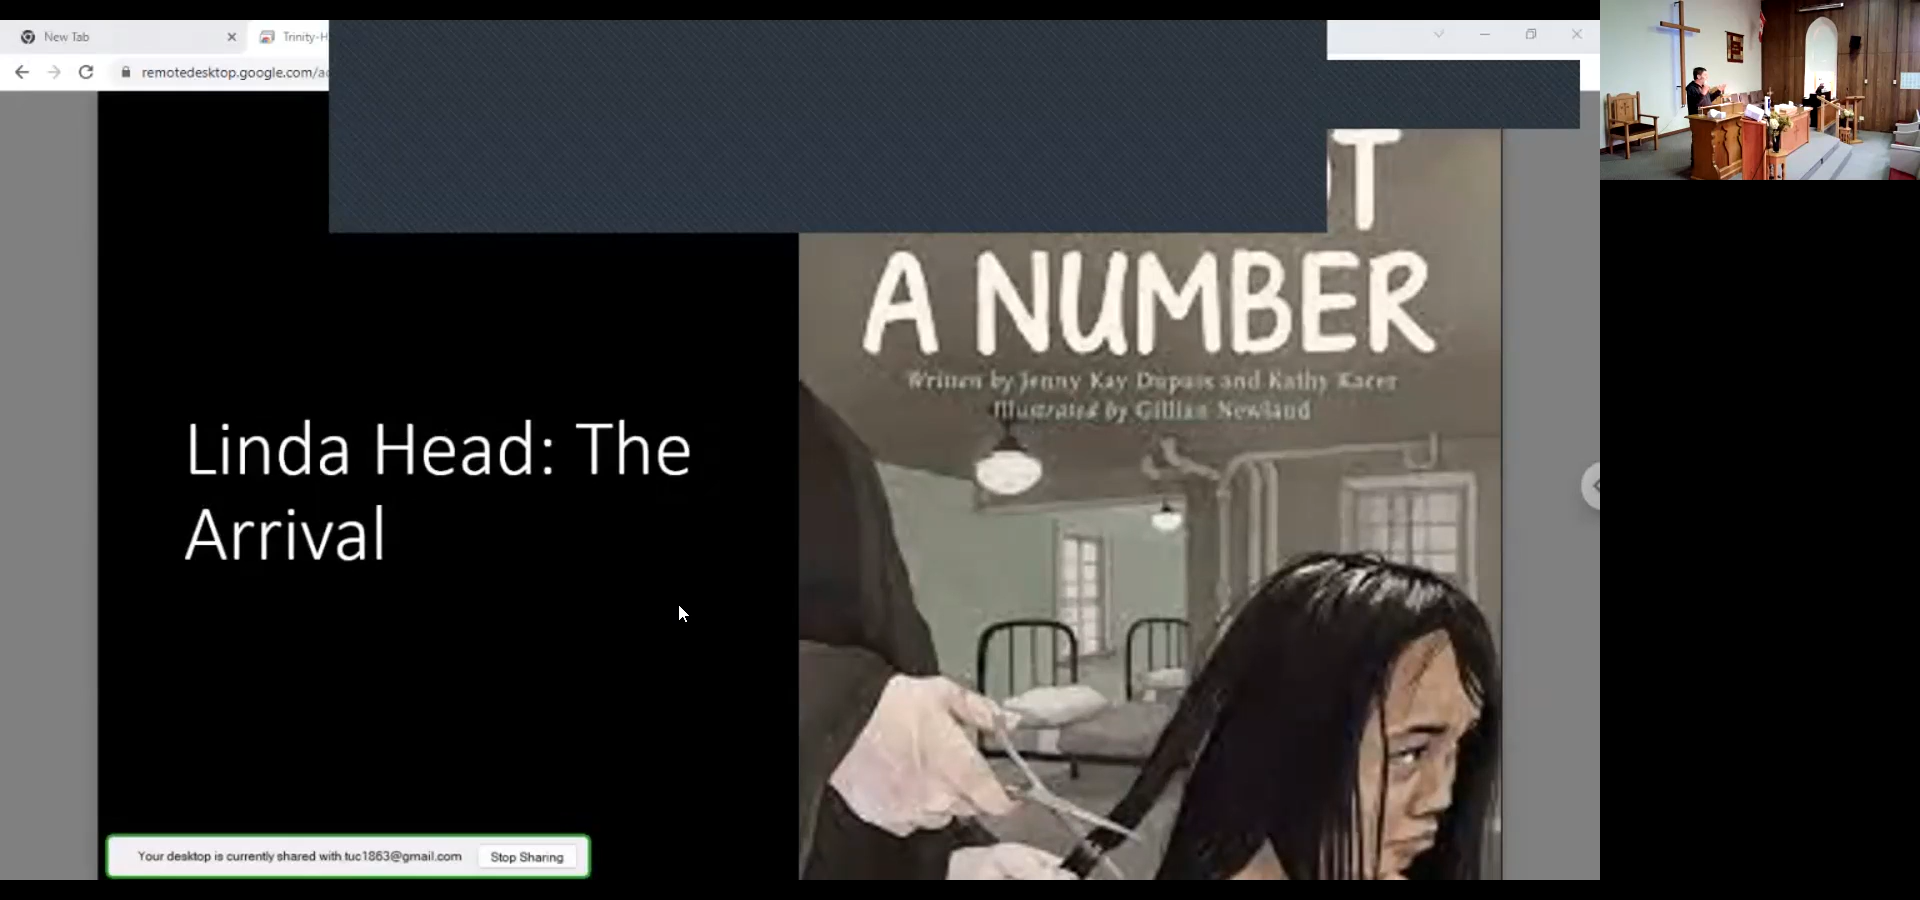 New Tab
Trinity-H
remotedesktop.google.com/a
T
A NUMBER
Written by Jenny Kay Dupuis and Kathy Kacer
Illustrated by Gillian Newland
Linda Head: The
Arrival
Your desktop is currently shared with tuc1863@gmail.com
Stop Sharing